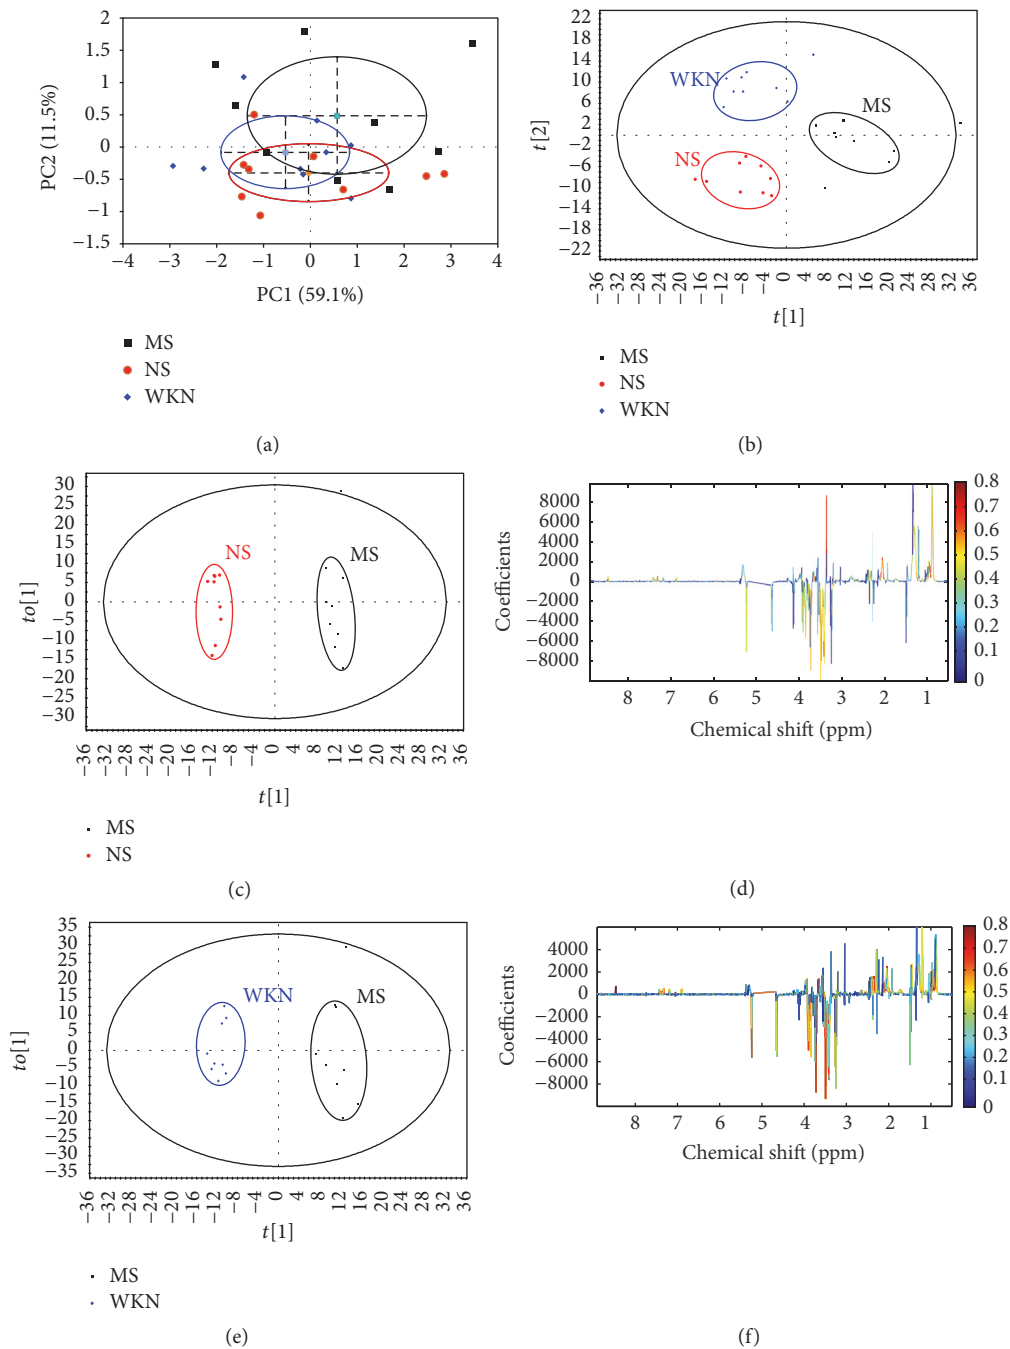 2
1.5
1
0.5
0
−0.5
−1
−1.5
PC2 (11.5%)
−4 −3 −2 −1 0 1 2 3 4
PC1 (59.1%)
MS
NS
WKN
(a)
22
18
14
10
6
2
−2
−6
−10
−14
−18
−22
t[2]
WKN
MS
NS
−36 −28 −20 −12 −8 −4 0 4 8 12 16 20 24 28 32 36
t[1]
MS
NS
WKN
(b)
30
25
20
15
10
5
0
−5
−10
−15
−20
−25
−30
to[1]
NS
MS
−36 −32 −28 −24 −20 −16 −12 −8 −4 0 4 8 12 16 20 24 28 32 36
t[1]
MS
NS
(c)
8000
6000
4000
2000
0
−2000
−4000
−6000
−8000
Coefficients
8 7 6 5 4 3 2 1
Chemical shift (ppm)
0.8
0.7
0.6
0.5
0.4
0.3
0.2
0.1
0
(d)
35
30
25
20
15
10
5
0
−5
−10
−15
−20
−25
−30
−35
to[1]
WKN
MS
−36 −32 −28 −24 −20 −16 −12 −8 −4 0 4 8 12 16 20 24 28 32 36
t[1]
MS
WKN
(e)
4000
2000
0
−2000
−4000
−6000
−8000
Coefficients
8 7 6 5 4 3 2 1
Chemical shift (ppm)
0.8
0.7
0.6
0.5
0.4
0.3
0.2
0.1
0
(f)